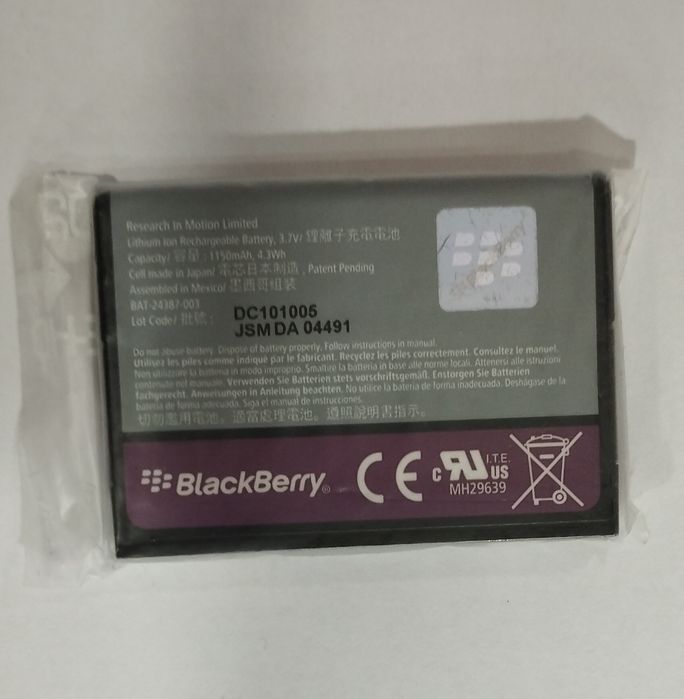 Research in Motion Limited
Lithium Ion Rechargeable Battery, 3.7V/ 鋰離子充電電池
Capacity/ 容量 : 1150mAh, 4.3Wh
Cell made in Japan/ 電芯日本制造 , Patent Pending
Assembled in Mexico/ 墨西哥組裝
BAT-24387-003
Lot Code/ 批號 : DC101005
JSM DA 04491
Do not abuse battery. Dispose of battery properly. Follow instructions in manual.
Utilisez les piles comme indiqué par le fabricant. Recyclez les piles correctement. Consultez le manuel.
Non utilizzare la batteria in modo improprio. Smaltire la batteria in base alle norme locali. Attenersi alle istruzioni
contenute nel manuale. Verwenden Sie Batterien stets vorschriftsgemäß. Enstorgen Sie Batterien
fachgerecht. Anweisungen in Anleitung beachten. No utilice la batería de forma inadecuada. Deshágase de la
batería de forma adecuada. Siga el manual de instrucciones.
切勿濫用電池。適當處理電池。遵照說明書指示。
BlackBerry®
CE
c RU US
I.T.E.
MH29639